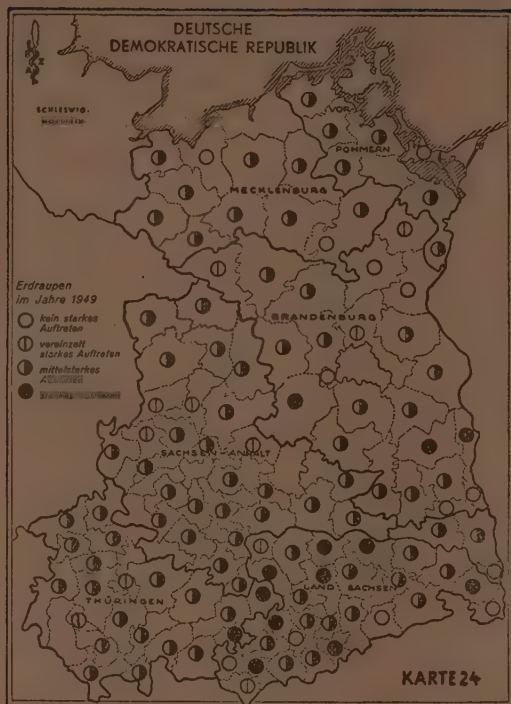 DEUTSCHE
DEMOKRATISCHE REPUBLIK
SCHLESWIG-
VOR-
POMMERN
MECKLENBURG
Erdraupen
im Jahre 1949
kein starkes
Auftreten
vereinzelt
starkes Auftreten
mittelstarkes
BRANDENBURG
SACHSEN-ANHALT
THÜRINGEN
LAND SACHSEN
KARTE 24